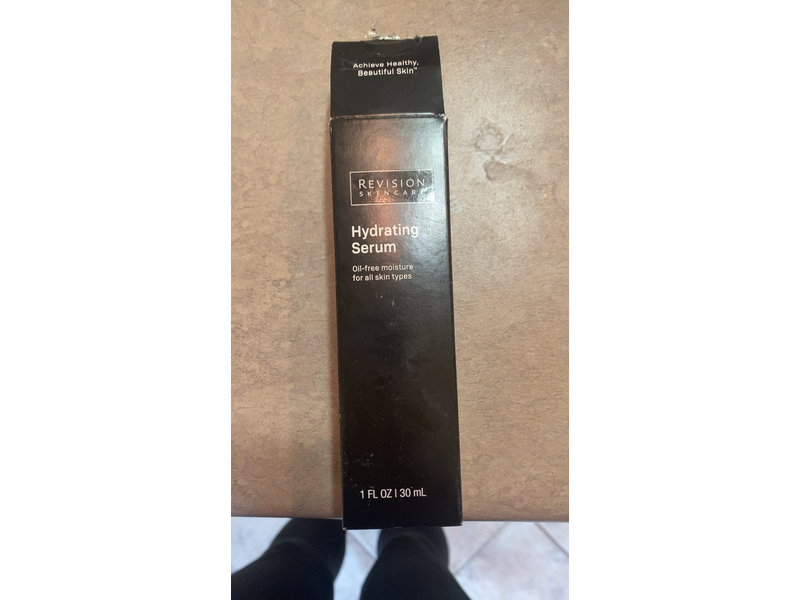 Achieve Healthy,
Beautiful Skin™
REVISION
SKINCARE
Hydrating
Serum
Oil-free moisture
for all skin types
1 FL OZ | 30 mL